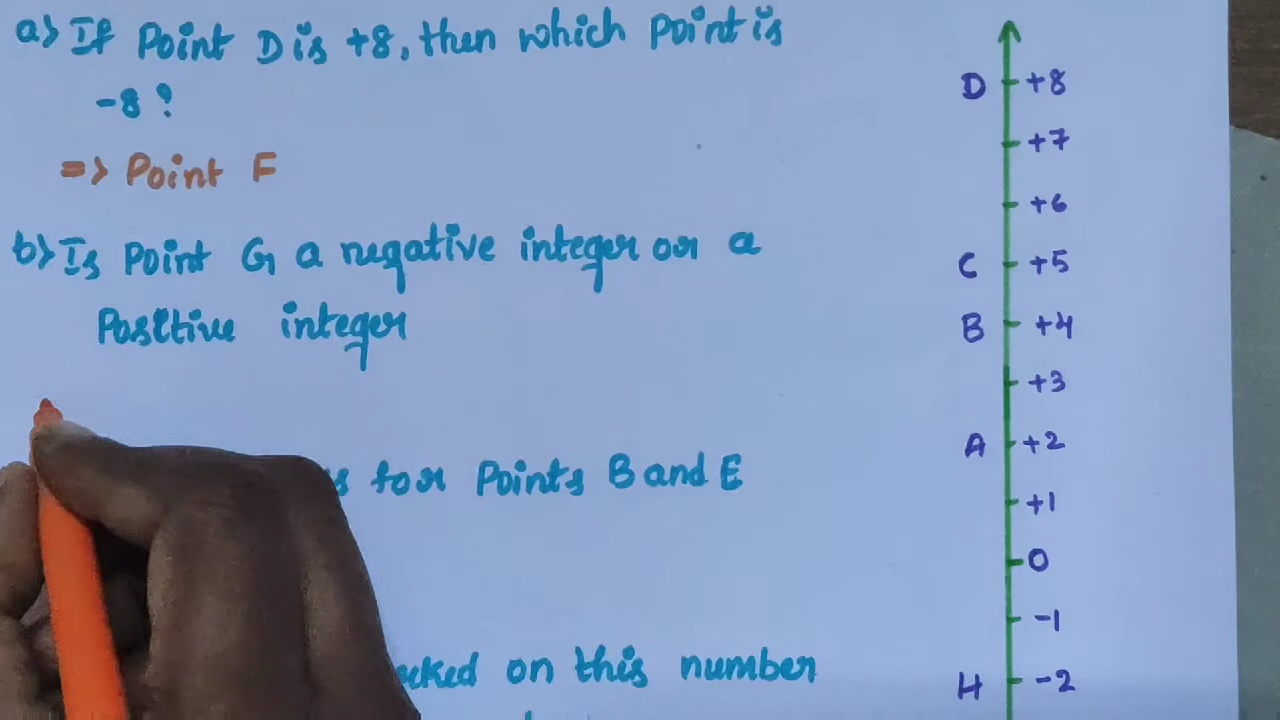 a) If Point D is +8, then which Point is
-8?
=> Point F
b) Is Point G a negative integer or a
Positive integer
for Points B and E
on this number
D +8
+7
+6
C +5
B +4
+3
A +2
+1
0
-1
H -2